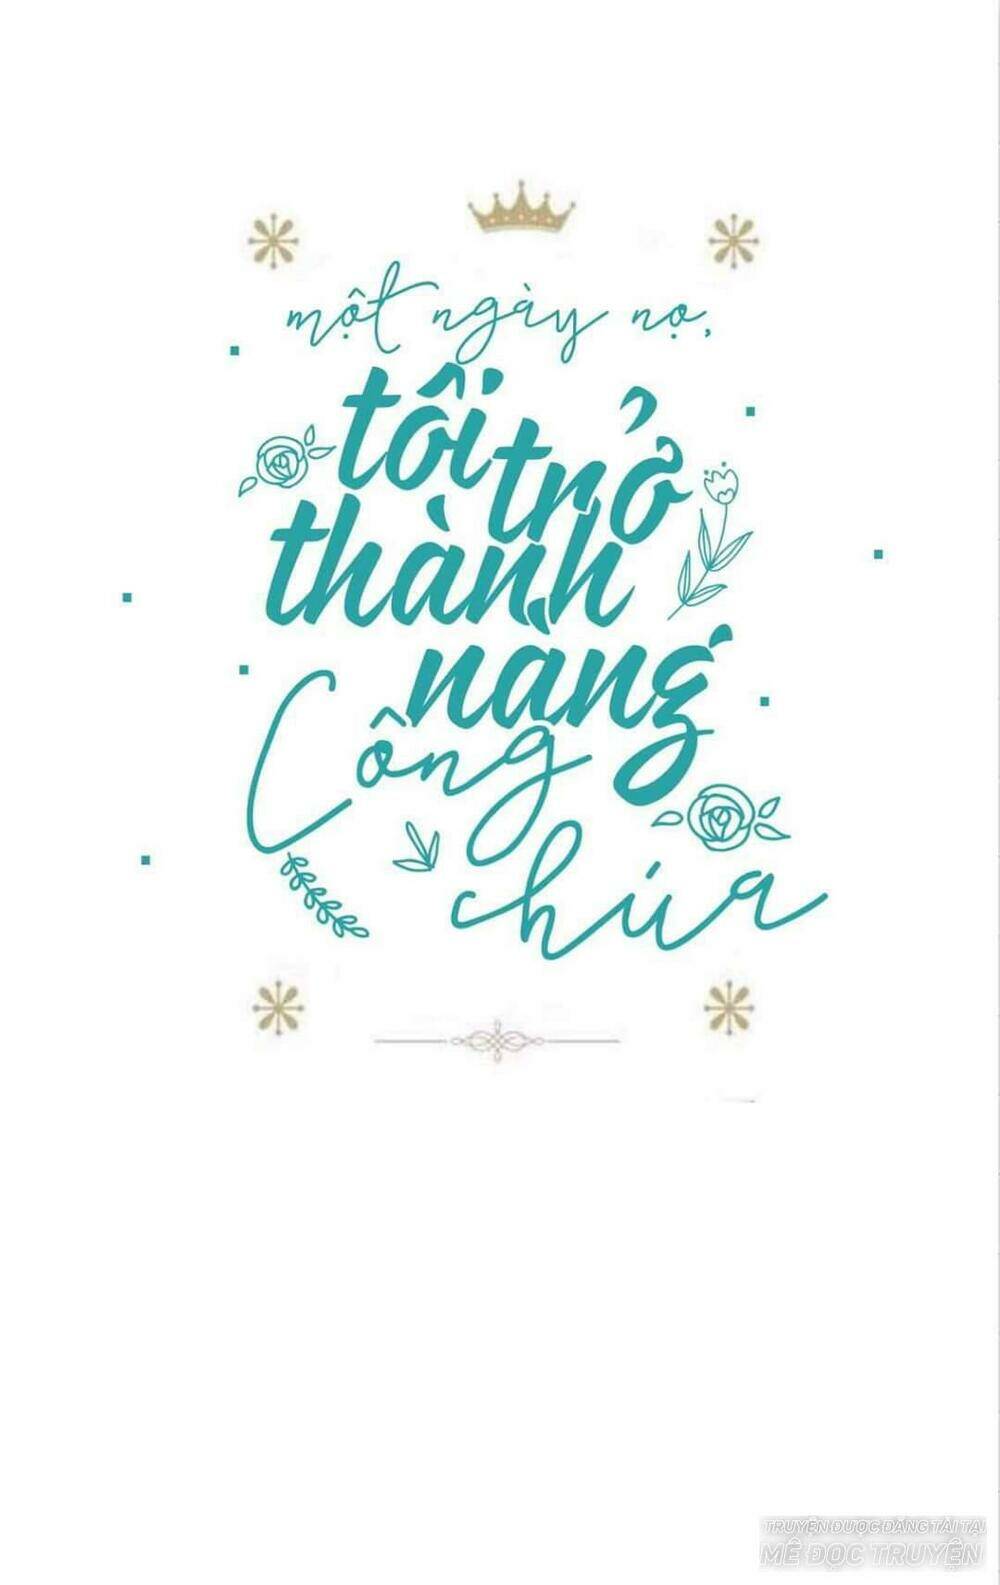 một ngày nọ,
tôi trở
thành
nàng
Công
chúa
TRUYỆN ĐƯỢC ĐĂNG TẢI TẠI
MÊ ĐỌC TRUYỆN